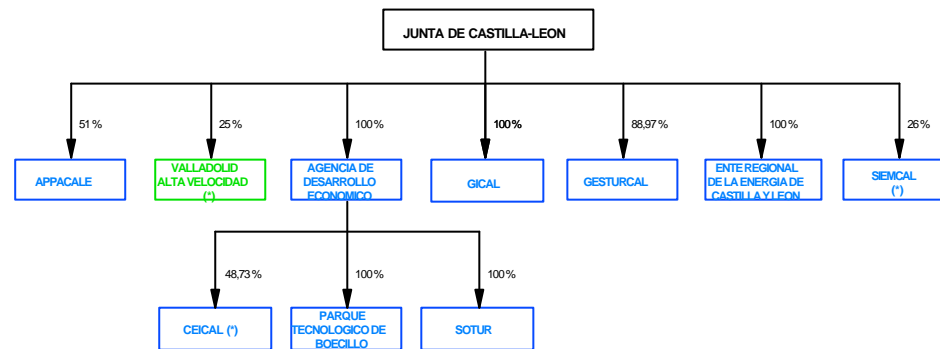 JUNTA DE CASTILLA-LEON
51%
25%
100%
100%
88,97%
100%
26%
APPACALE
VALLADOLID
ALTA VELOCIDAD
(*)
AGENCIA DE
DESARROLLO
ECONOMICO
GICAL
GESTURCAL
ENTE REGIONAL
DE LA ENERGIA DE
CASTILLA Y LEON
SIEMCAL
(*)
48,73%
100%
100%
CEICAL (*)
PARQUE
TECNOLOGICO DE
BOECILLO
SOTUR